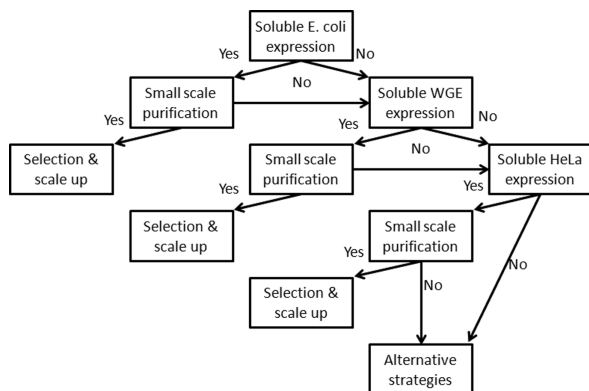 Soluble E. coli
expression
Yes
No
Small scale
purification
No
Soluble WGE
expression
Yes
Yes
No
Selection &
scale up
Small scale
purification
No
Soluble HeLa
expression
Yes
Yes
Selection &
scale up
Small scale
purification
Yes
No
No
Selection &
scale up
Alternative
strategies